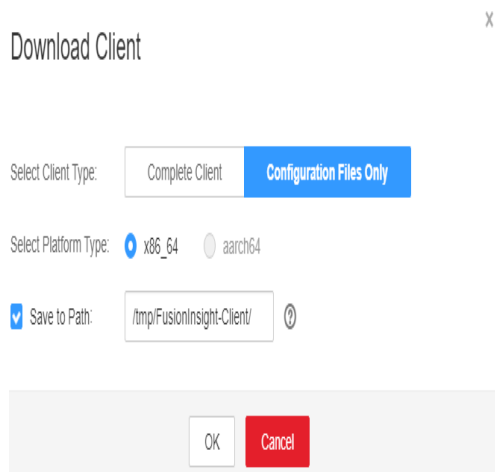 Download Client
X
Select Client Type: Complete Client Configuration Files Only
Select Platform Type: x86_64 aarch64
Save to Path: /tmp/FusionInsight-Client/ ?
OK Cancel